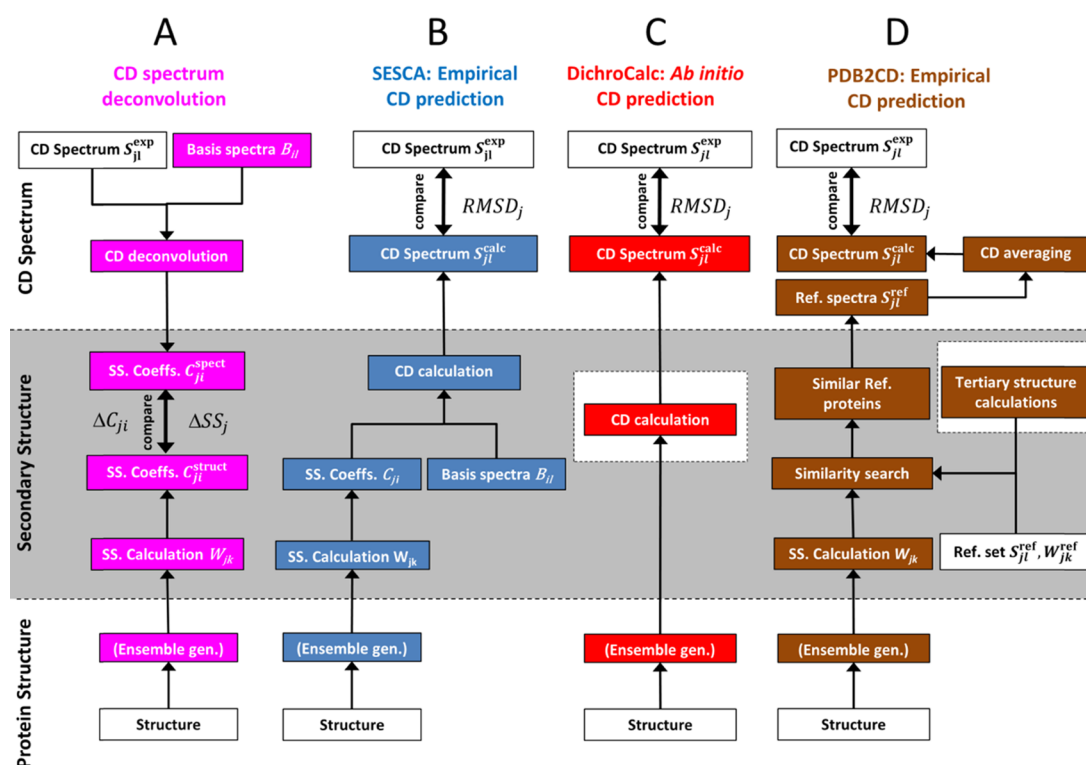 A
CD spectrum
deconvolution
CD Spectrum S_jl^exp
Basis spectra B_il
CD deconvolution
SS. Coeffs. C_ji^spect
ΔC_ji
compare
ΔSS_j
SS. Coeffs. C_ji^struct
SS. Calculation W_jk
(Ensemble gen.)
Structure
B
SESCA: Empirical
CD prediction
CD Spectrum S_jl^exp
compare
RMSD_j
CD Spectrum S_jl^calc
CD calculation
SS. Coeffs. C_ji
Basis spectra B_il
SS. Calculation W_jk
(Ensemble gen.)
Structure
C
DichroCalc: Ab initio
CD prediction
CD Spectrum S_jl^exp
compare
RMSD_j
CD Spectrum S_jl^calc
CD calculation
(Ensemble gen.)
Structure
D
PDB2CD: Empirical
CD prediction
CD Spectrum S_jl^exp
compare
RMSD_j
CD Spectrum S_jl^calc
CD averaging
Ref. spectra S_jl^ref
Similar Ref.
proteins
Tertiary structure
calculations
Similarity search
SS. Calculation W_jk
Ref. set S_jl^ref, W_jk^ref
(Ensemble gen.)
Structure
CD Spectrum
Secondary Structure
Protein Structure